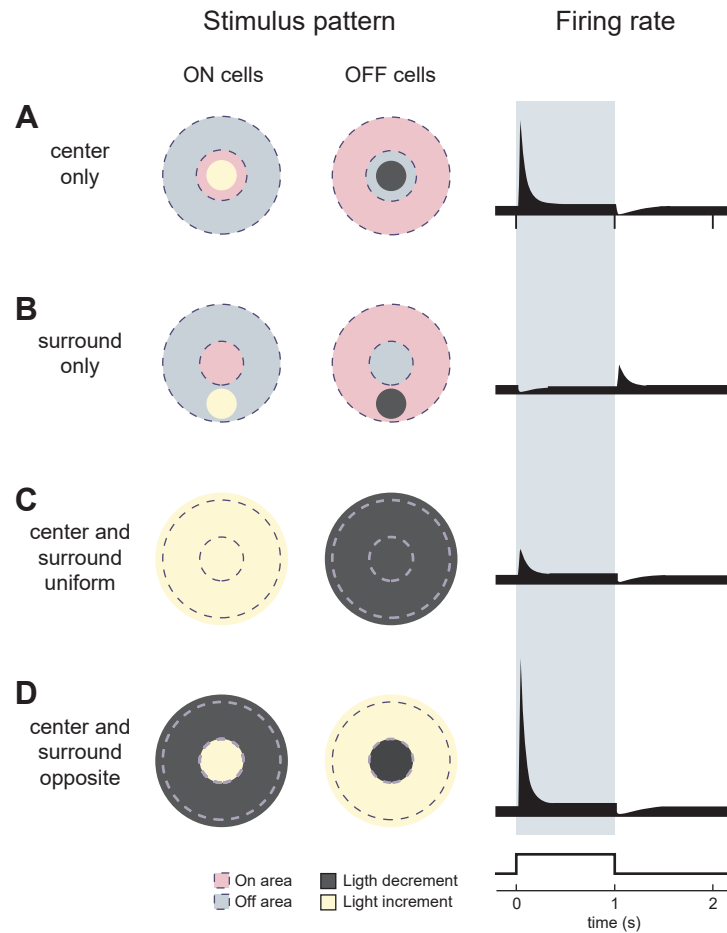 Stimulus pattern
Firing rate
ON cells
OFF cells
A
center
only
B
surround
only
C
center and
surround
uniform
D
center and
surround
opposite
On area
Ligth decrement
Off area
Light increment
0
1
2
time (s)